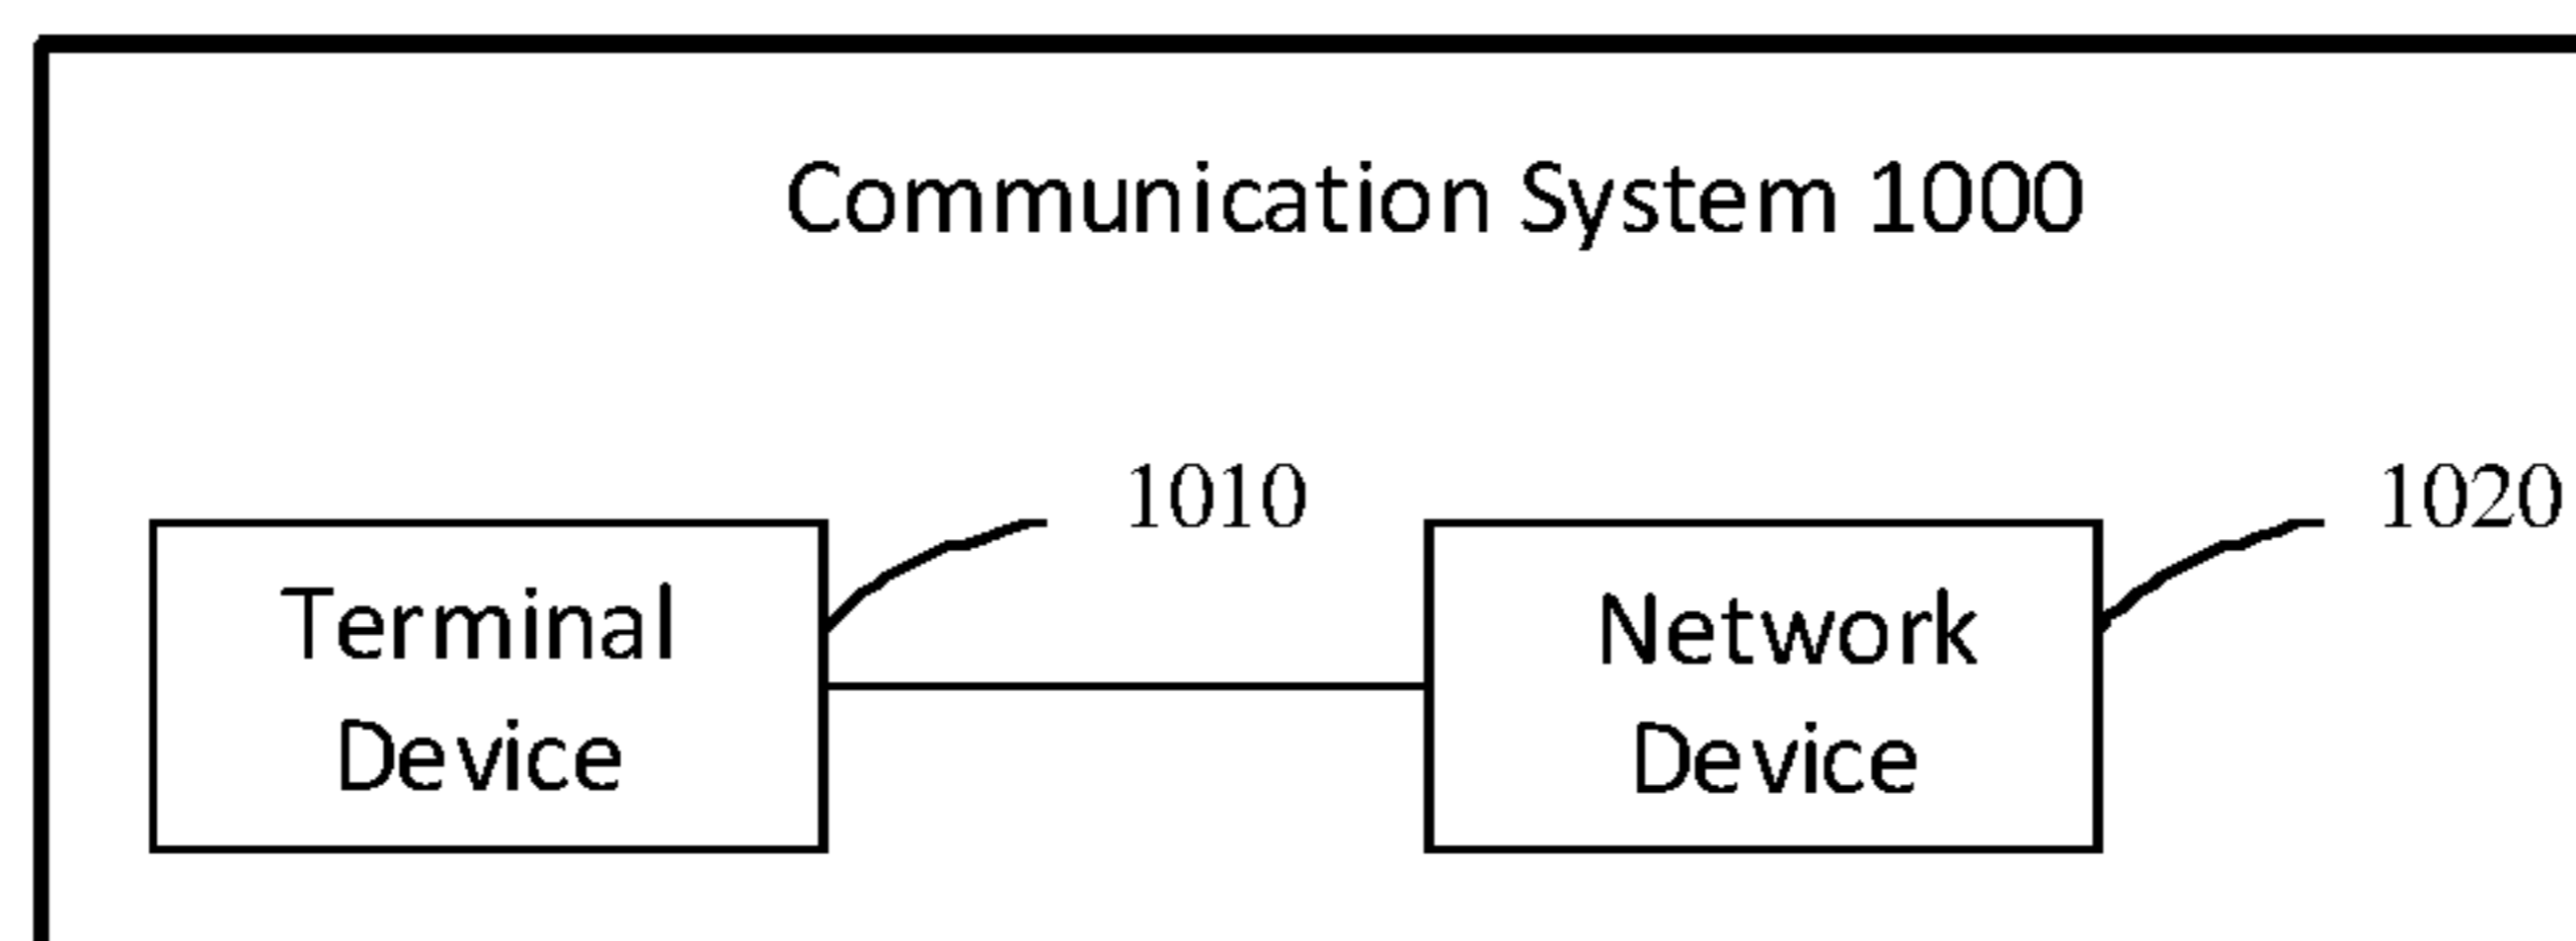 Communication System 1000
1010
1020
Terminal
Device
Network
Device